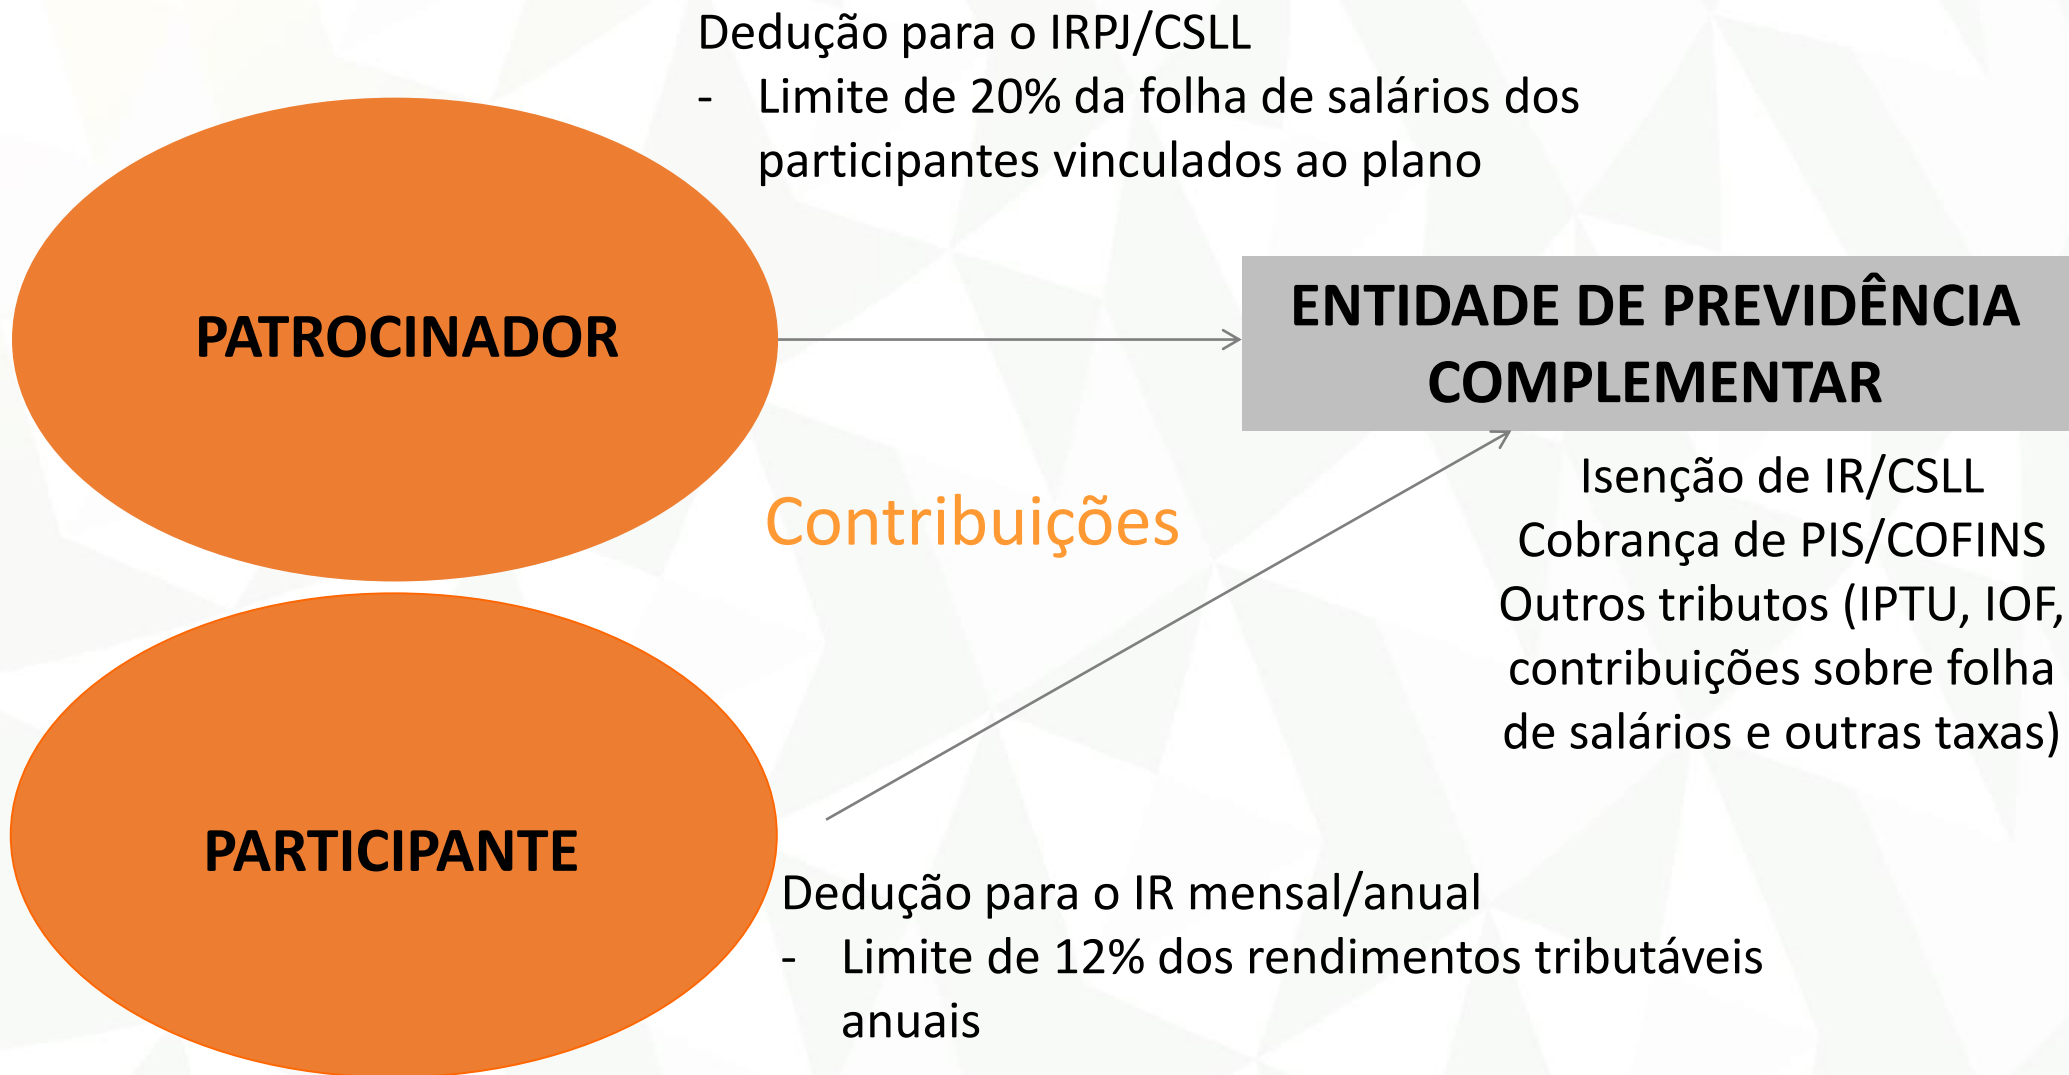 Dedução para o IRPJ/CSLL
- Limite de 20% da folha de salários dos
participantes vinculados ao plano
PATROCINADOR
ENTIDADE DE PREVIDÊNCIA
COMPLEMENTAR
Contribuições
Isenção de IR/CSLL
Cobrança de PIS/COFINS
Outros tributos (IPTU, IOF,
contribuições sobre folha
de salários e outras taxas)
PARTICIPANTE
Dedução para o IR mensal/anual
- Limite de 12% dos rendimentos tributáveis
anuais